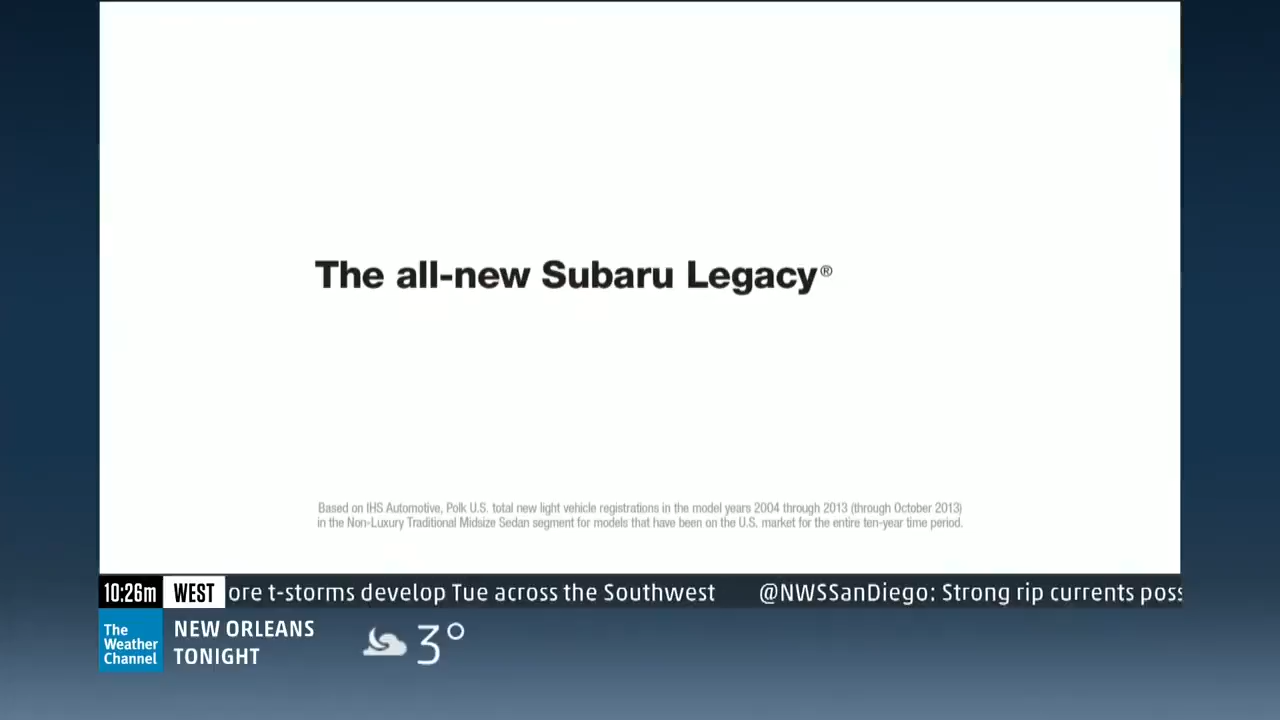 The all-new Subaru Legacy®
Based on IHS Automotive, Polk U.S. total new light vehicle registrations in the model years 2004 through 2013 (through October 2013)
in the Non-Luxury Traditional Midsize Sedan segment for models that have been on the U.S. market for the entire ten-year time period.
10:26m WEST ore t-storms develop Tue across the Southwest @NWSSanDiego: Strong rip currents poss
The
Weather
Channel
NEW ORLEANS
TONIGHT
3°